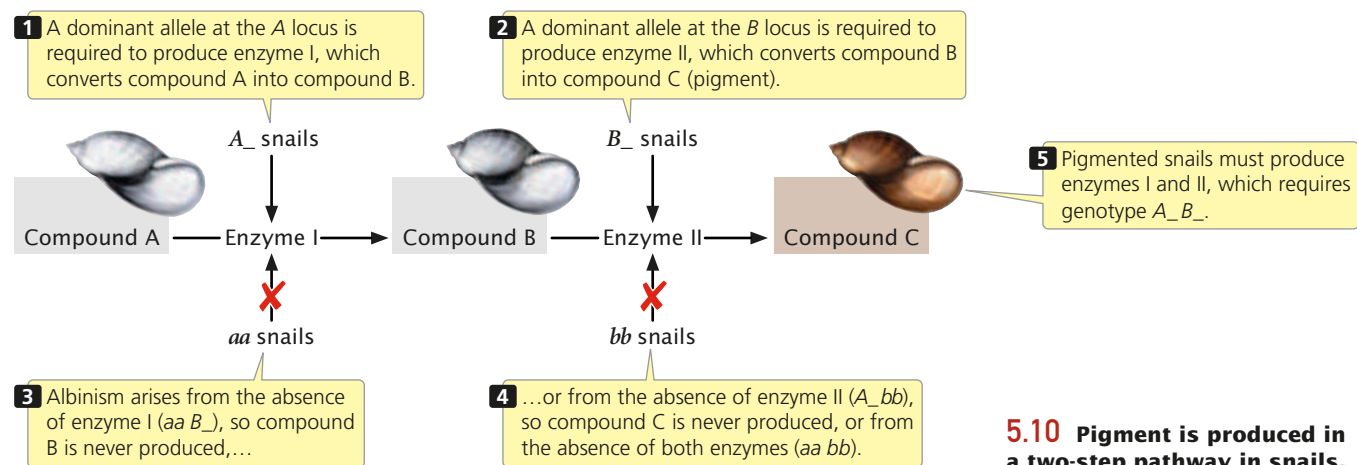 1 A dominant allele at the A locus is
required to produce enzyme I, which
converts compound A into compound B.
2 A dominant allele at the B locus is required to
produce enzyme II, which converts compound B
into compound C (pigment).
A_ snails
B_ snails
5 Pigmented snails must produce
enzymes I and II, which requires
genotype A_B_.
Compound A
Enzyme I
Compound B
Enzyme II
Compound C
aa snails
bb snails
3 Albinism arises from the absence
of enzyme I (aa B_), so compound
B is never produced,…
4 …or from the absence of enzyme II (A_bb),
so compound C is never produced, or from
the absence of both enzymes (aa bb).
5.10 Pigment is produced in
a two-step pathway in snails.